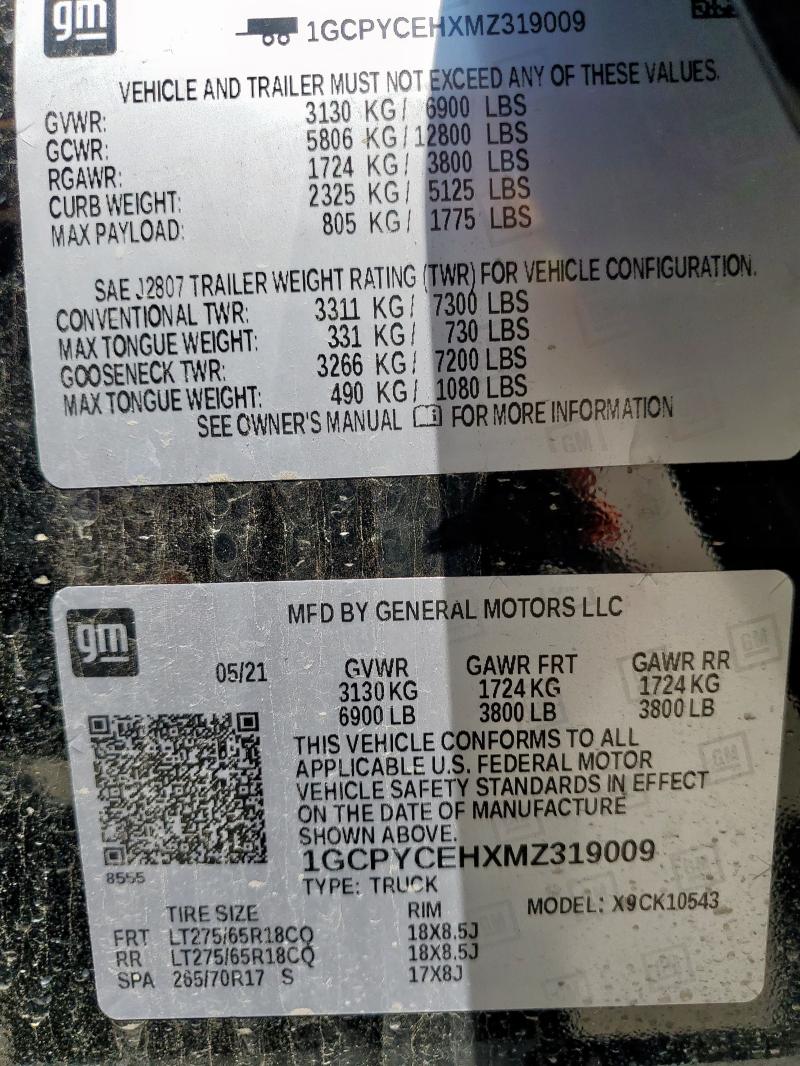 gm
1GCPYCEHXMZ319009
VEHICLE AND TRAILER MUST NOT EXCEED ANY OF THESE VALUES.
GVWR: 3130 KG/ 6900 LBS
GCWR: 5806 KG/12800 LBS
RGAWR: 1724 KG/ 3800 LBS
CURB WEIGHT: 2325 KG/ 5125 LBS
MAX PAYLOAD: 805 KG/ 1775 LBS
SAE J2807 TRAILER WEIGHT RATING (TWR) FOR VEHICLE CONFIGURATION.
CONVENTIONAL TWR: 3311 KG/ 7300 LBS
MAX TONGUE WEIGHT: 331 KG/ 730 LBS
GOOSENECK TWR: 3266 KG/ 7200 LBS
MAX TONGUE WEIGHT: 490 KG/ 1080 LBS
SEE OWNER'S MANUAL FOR MORE INFORMATION
gm
MFD BY GENERAL MOTORS LLC
05/21 GVWR GAWR FRT GAWR RR
3130 KG 1724 KG 1724 KG
6900 LB 3800 LB 3800 LB
THIS VEHICLE CONFORMS TO ALL
APPLICABLE U.S. FEDERAL MOTOR
VEHICLE SAFETY STANDARDS IN EFFECT
ON THE DATE OF MANUFACTURE
SHOWN ABOVE.
1GCPYCEHXMZ319009
8555
TYPE: TRUCK
MODEL: X9CK10543
TIRE SIZE RIM
FRT LT275/65R18CQ 18X8.5J
RR LT275/65R18CQ 18X8.5J
SPA 265/70R17 S 17X8J